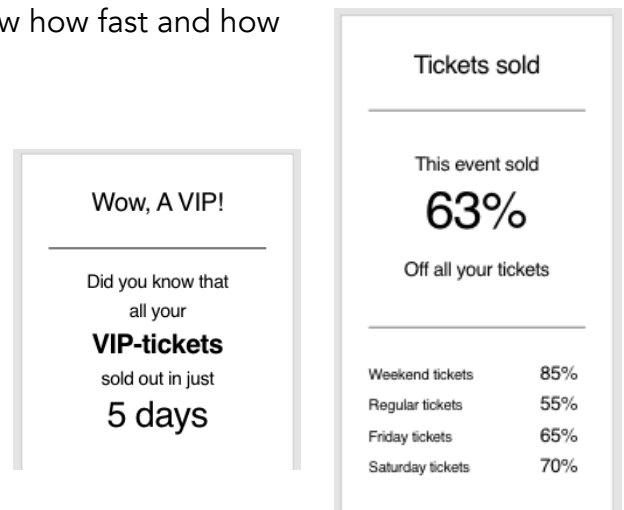 w how fast and how
Wow, A VIP!
Did you know that
all your
VIP-tickets
sold out in just
5 days
Tickets sold
This event sold
63%
Off all your tickets
Weekend tickets 85%
Regular tickets 55%
Friday tickets 65%
Saturday tickets 70%